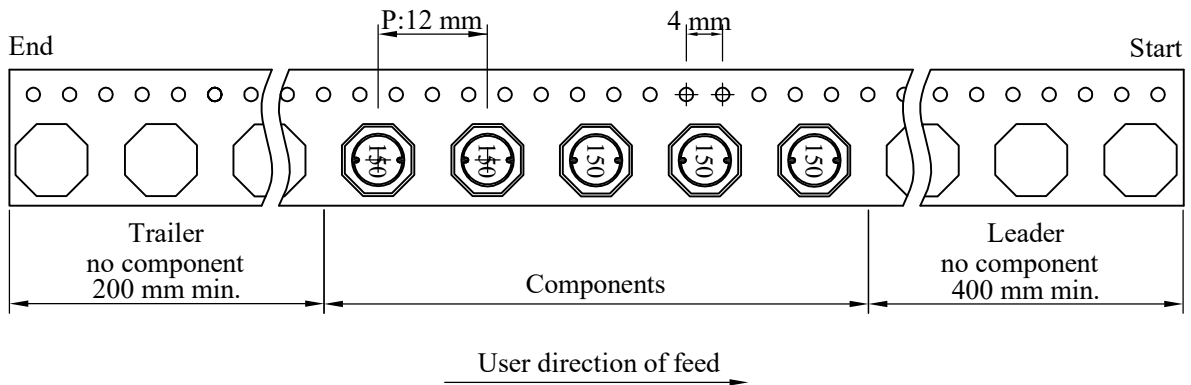 P:12 mm
4 mm
End
Start
150
150
150
150
150
Trailer
no component
200 mm min.
Components
Leader
no component
400 mm min.
User direction of feed